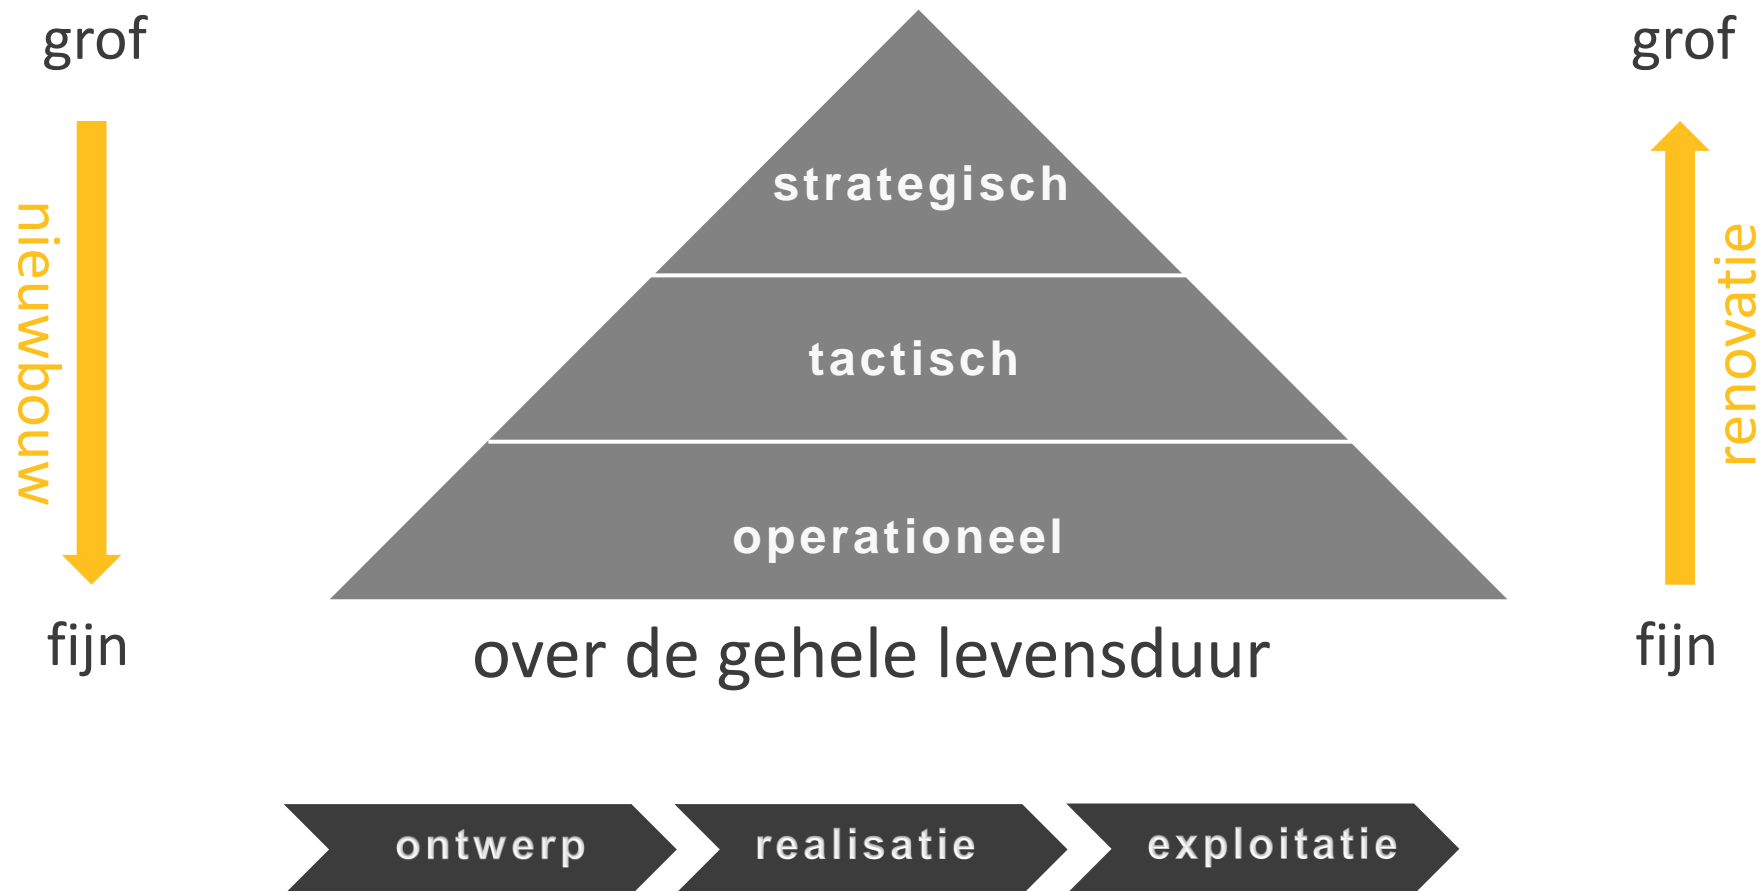 grof
grof
nieuwbouw
strategisch
renovatie
tactisch
operationeel
fijn
over de gehele levensduur
fijn
ontwerp
realisatie
exploitatie